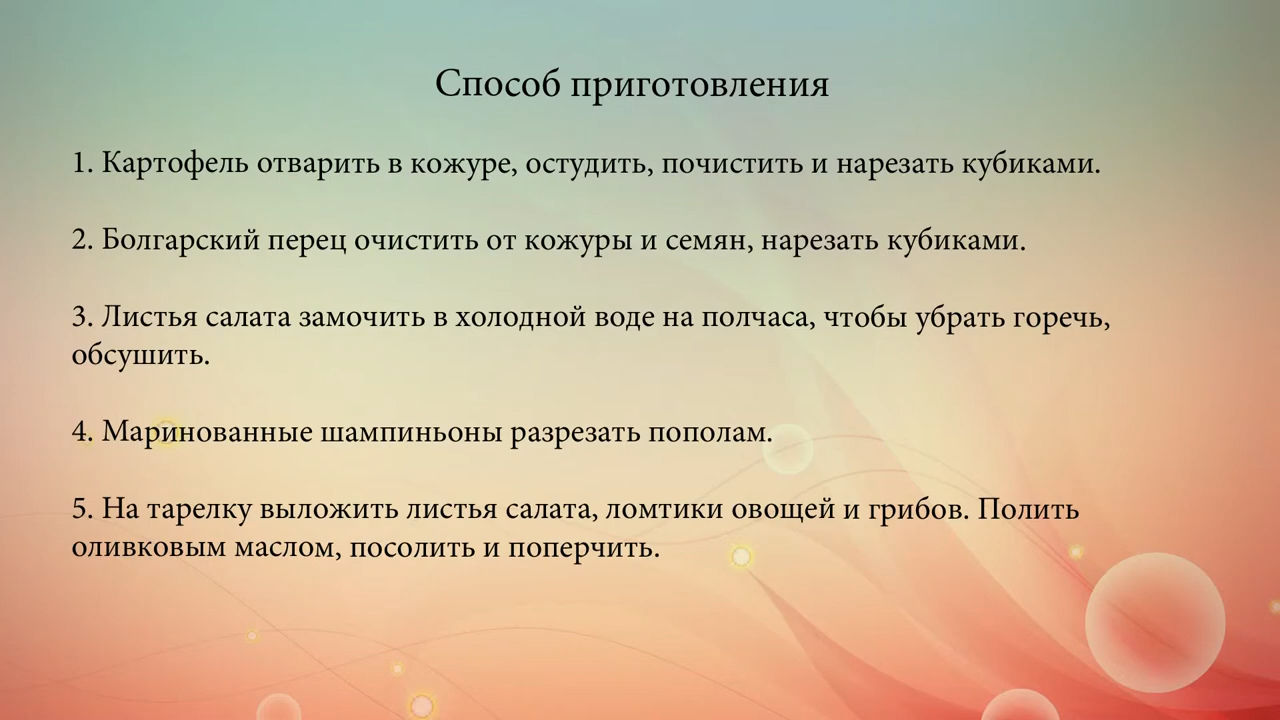 Способ приготовления
1. Картофель отварить в кожуре, остудить, почистить и нарезать кубиками.
2. Болгарский перец очистить от кожуры и семян, нарезать кубиками.
3. Листья салата замочить в холодной воде на полчаса, чтобы убрать горечь,
обсушить.
4. Маринованные шампиньоны разрезать пополам.
5. На тарелку выложить листья салата, ломтики овощей и грибов. Полить
оливковым маслом, посолить и поперчить.